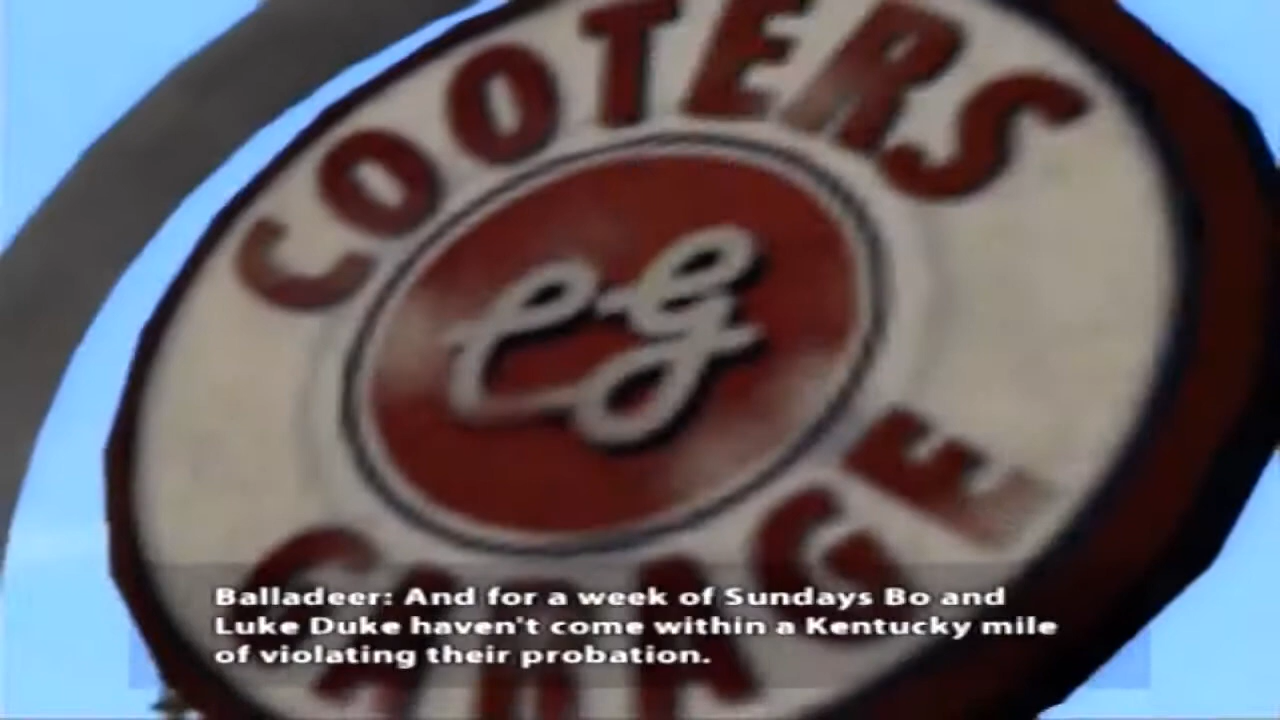 COOTERS
CG
GARAGE
Balladeer: And for a week of Sundays Bo and
Luke Duke haven't come within a Kentucky mile
of violating their probation.